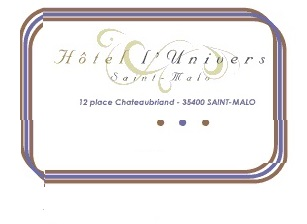 Hôtel l'Univers
Saint-Malo
12 place Chateaubriand - 35400 SAINT-MALO